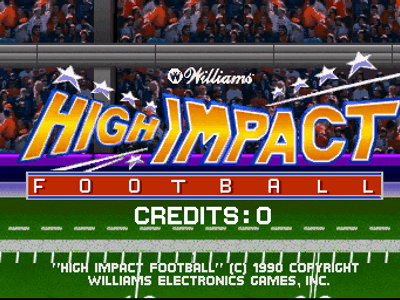 Williams
HIGH IMPACT
FOOTBALL
CREDITS:0
"HIGH IMPACT FOOTBALL" (C) 1990 COPYRIGHT
WILLIAMS ELECTRONICS GAMES, INC.